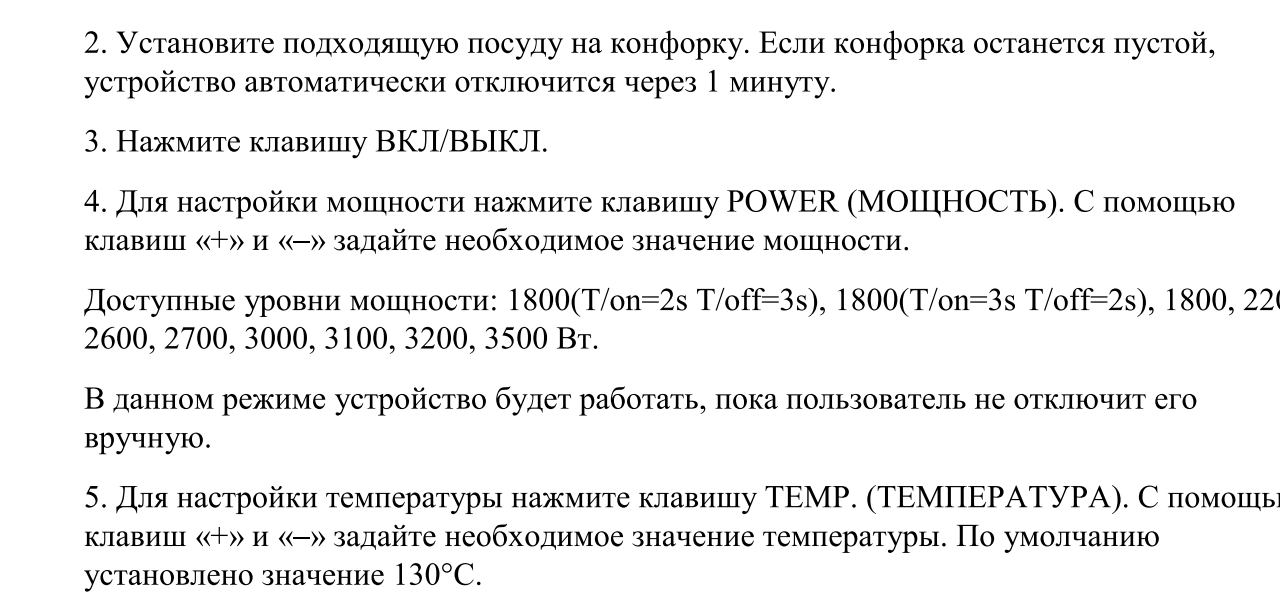 2. Установите подходящую посуду на конфорку. Если конфорка останется пустой,
устройство автоматически отключится через 1 минуту.
3. Нажмите клавишу ВКЛ/ВЫКЛ.
4. Для настройки мощности нажмите клавишу POWER (МОЩНОСТЬ). С помощью
клавиш «+» и «–» задайте необходимое значение мощности.
Доступные уровни мощности: 1800(T/on=2s T/off=3s), 1800(T/on=3s T/off=2s), 1800,
2600, 2700, 3000, 3100, 3200, 3500 Вт.
В данном режиме устройство будет работать, пока пользователь не отключит его
вручную.
5. Для настройки температуры нажмите клавишу TEMP. (ТЕМПЕРАТУРА). С
клавиш «+» и «–» задайте необходимое значение температуры. По умолчанию
установлено значение 130°С.